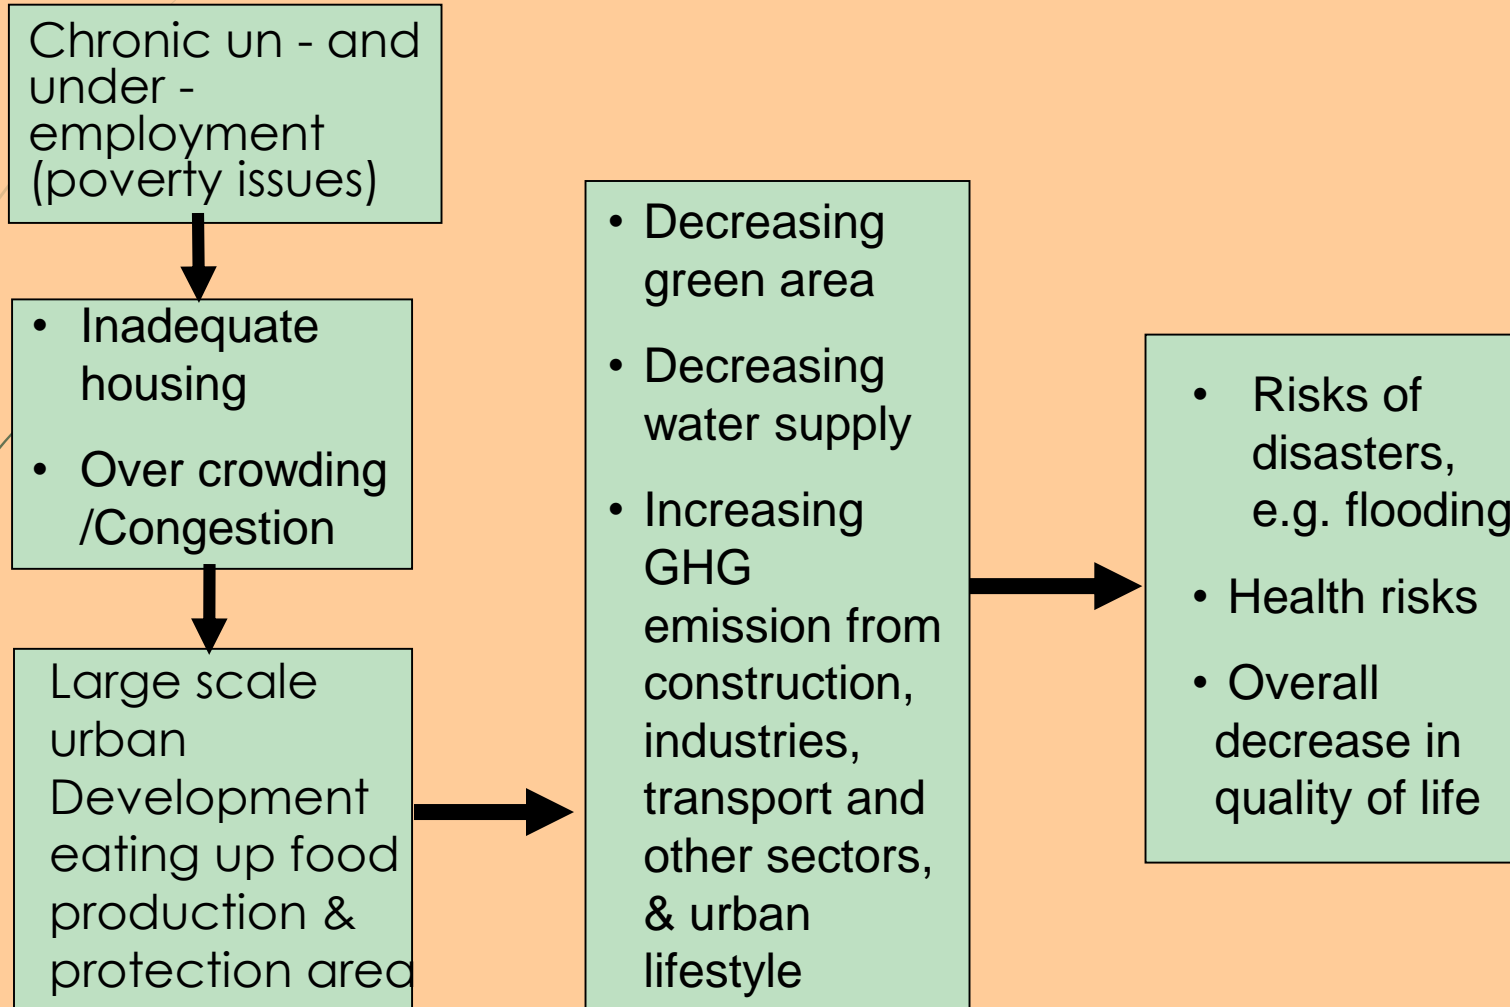 Chronic un - and
under -
employment
(poverty issues)
• Inadequate
housing
• Over crowding
/Congestion
Large scale
urban
Development
eating up food
production &
protection area
• Decreasing
green area
• Decreasing
water supply
• Increasing
GHG
emission from
construction,
industries,
transport and
other sectors,
& urban
lifestyle
• Risks of
disasters,
e.g. flooding
• Health risks
• Overall
decrease in
quality of life